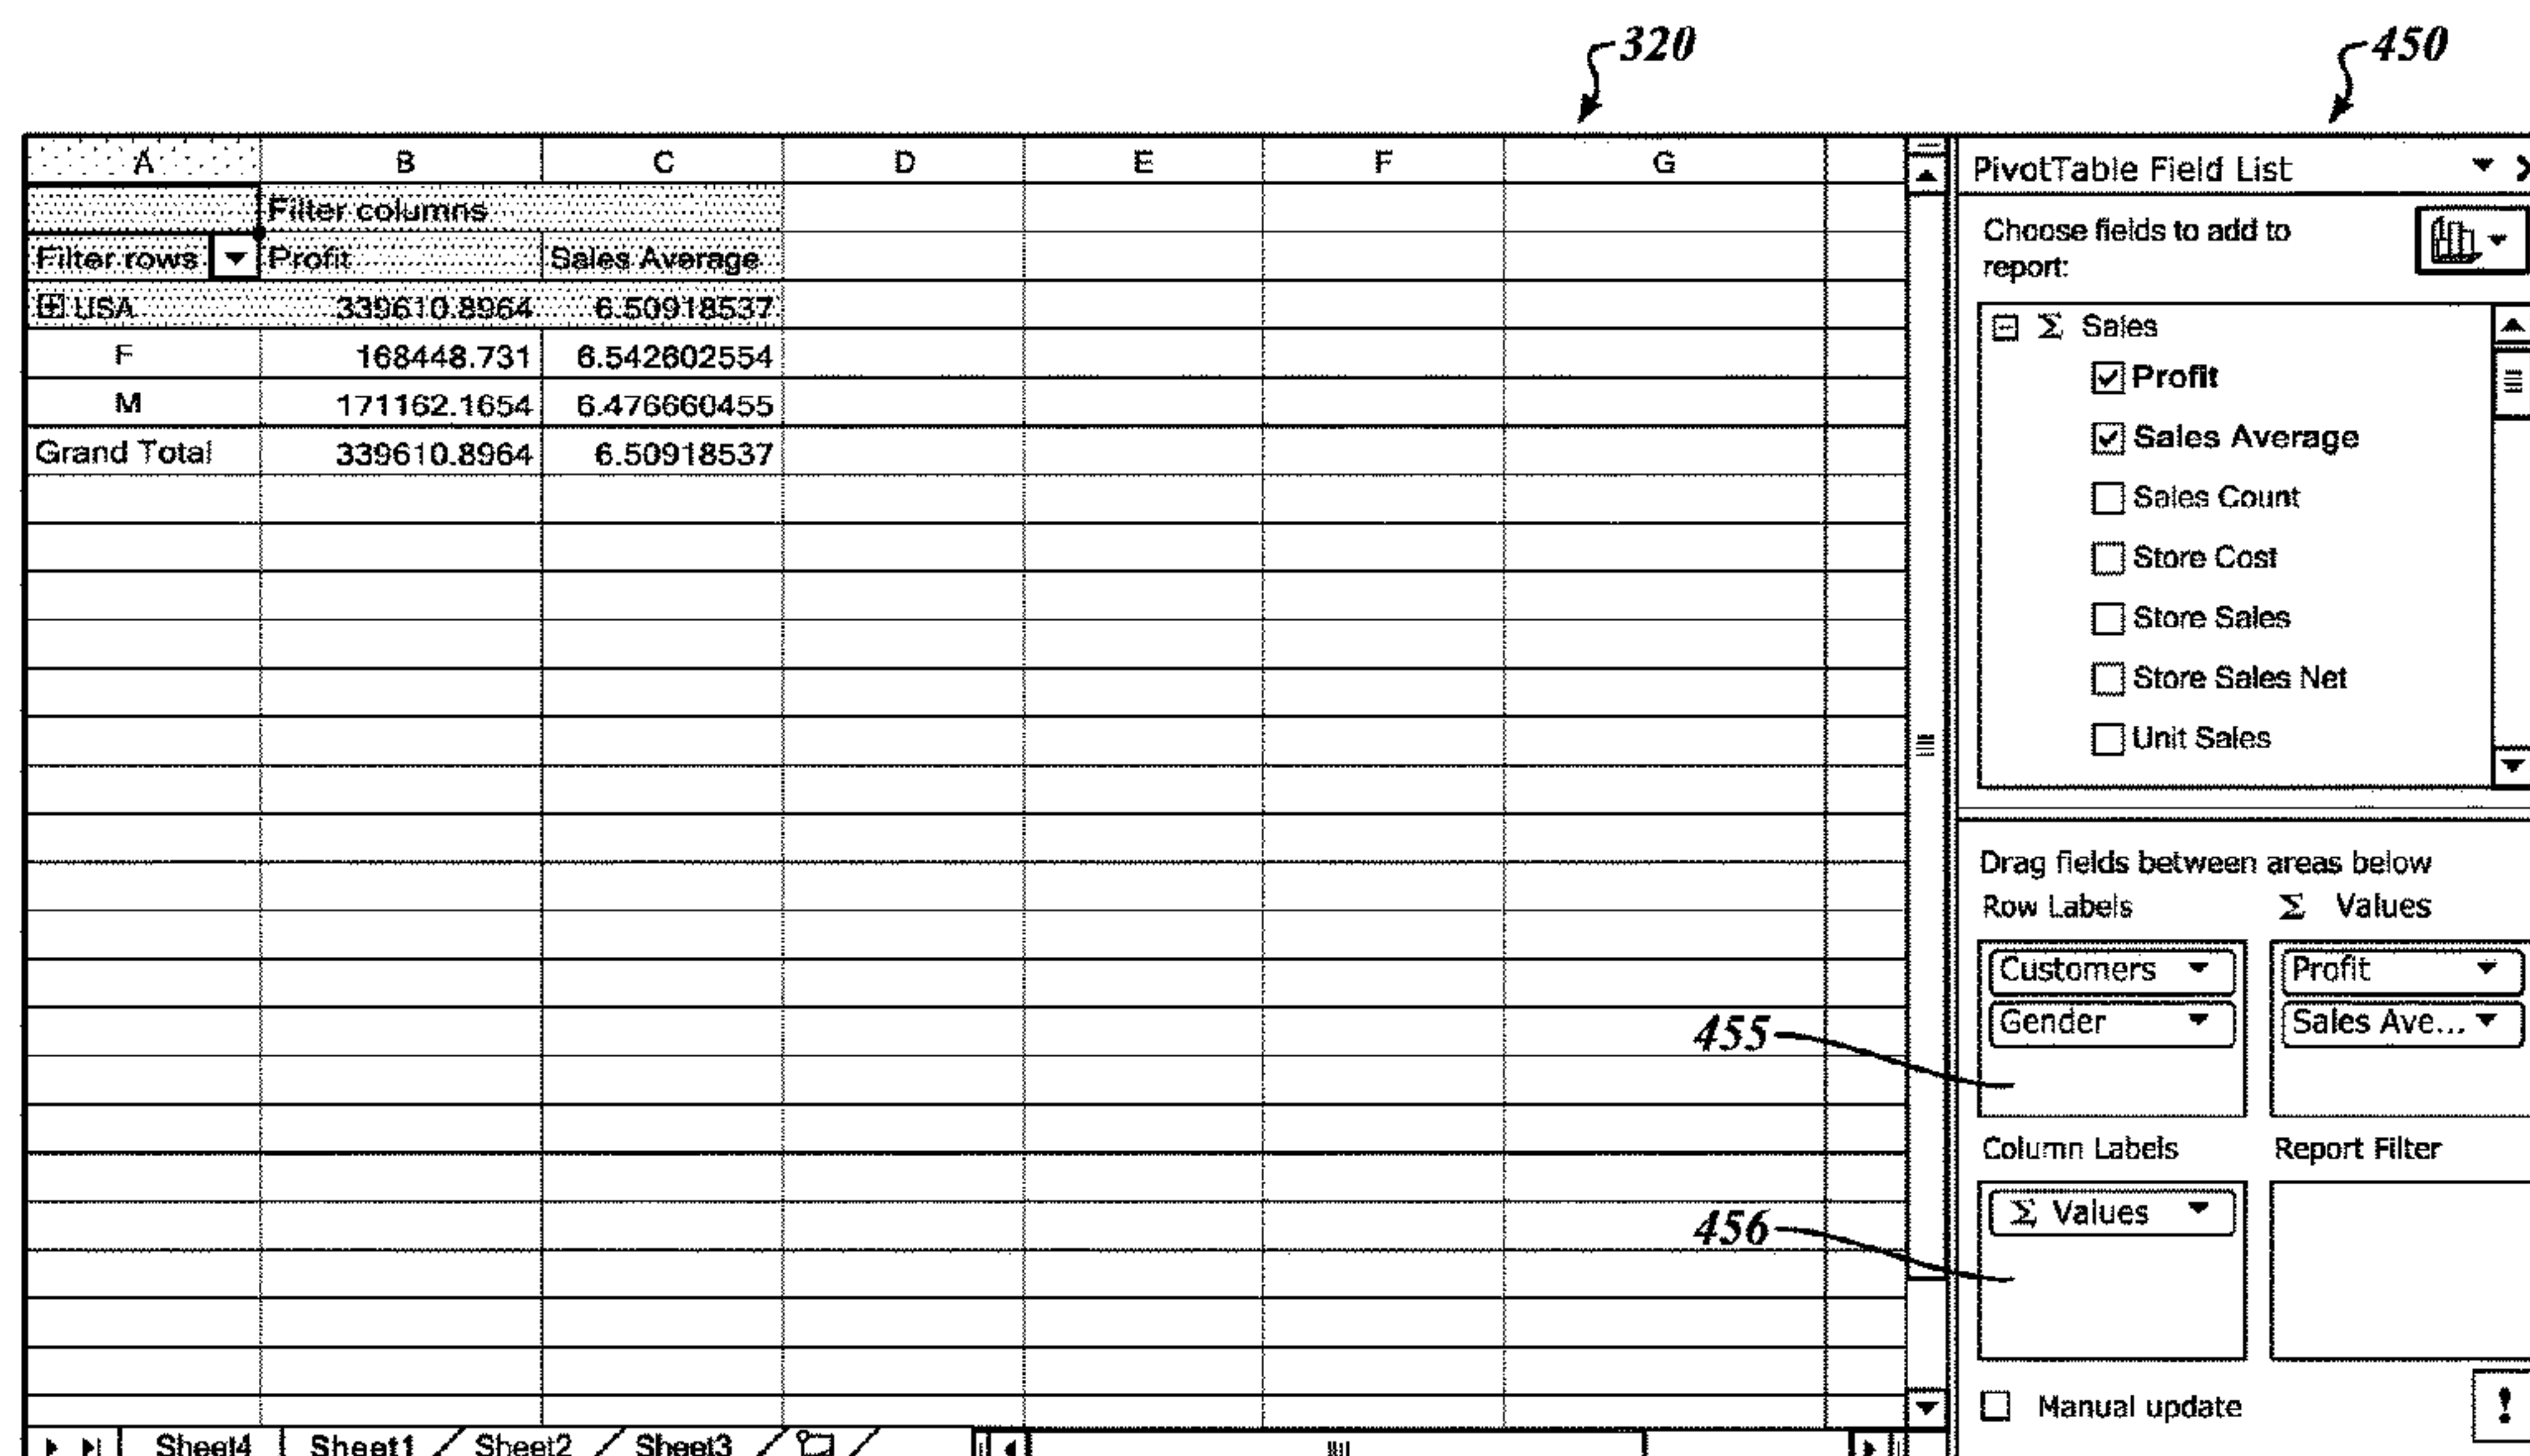 320
450
A B C D E F G
Filter columns
Filter rows Profit Sales Average
USA 339610.8964 6.50918537
F 168448.731 6.542602554
M 171162.1654 6.476660455
Grand Total 339610.8964 6.50918537
Sheet4 Sheet1 Sheet2 Sheet3
PivotTable Field List
Choose fields to add to
report:
Σ Sales
Profit
Sales Average
Sales Count
Store Cost
Store Sales
Store Sales Net
Unit Sales
Drag fields between areas below
Row Labels Σ Values
Customers Profit
Gender Sales Ave...
455
Column Labels Report Filter
Σ Values
456
Manual update !